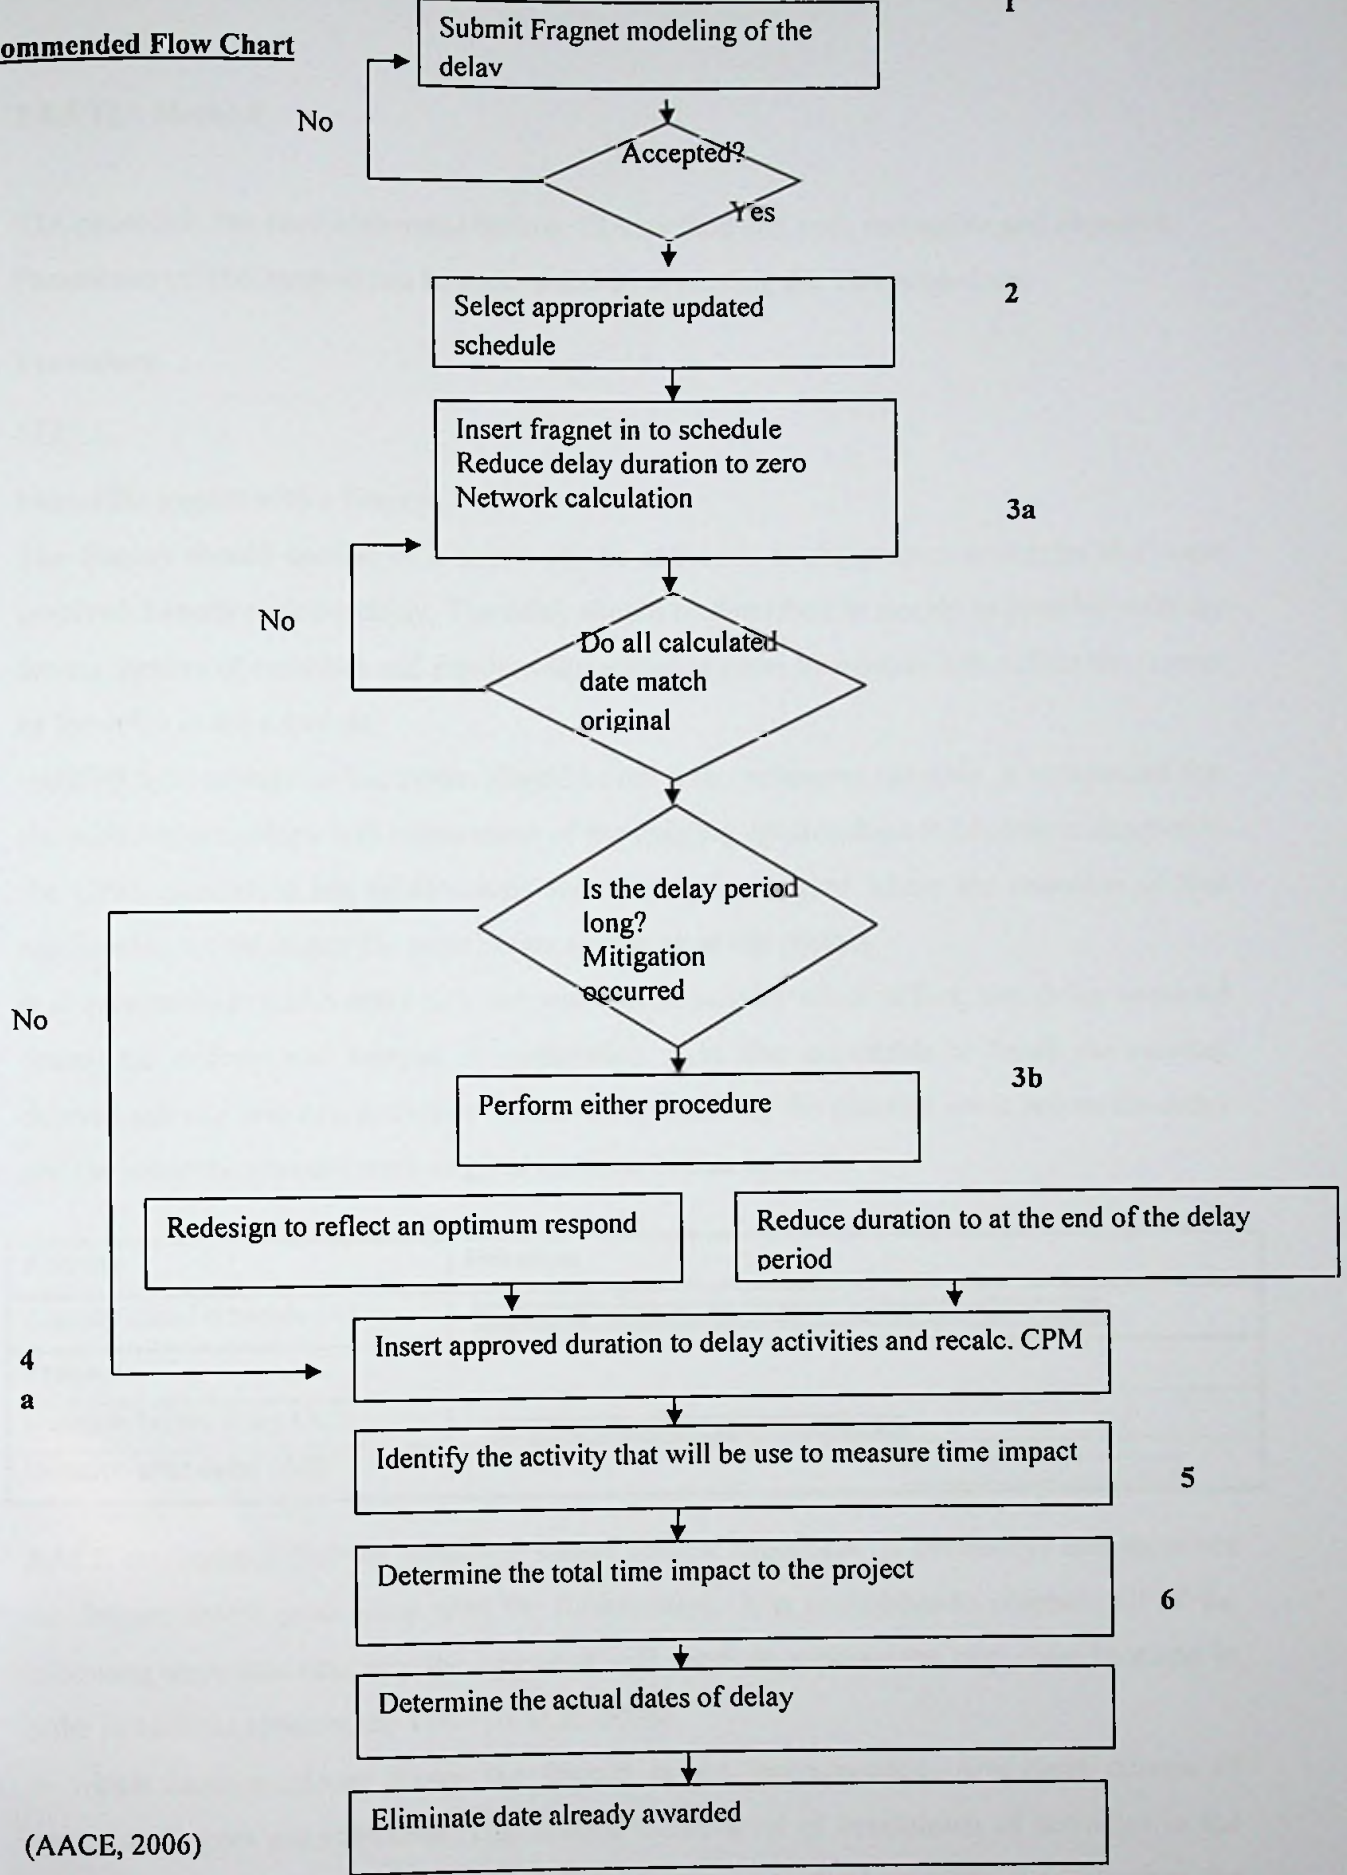 1
ommended Flow Chart
Submit Fragnet modeling of the
delay
No
Accepted?
Yes
2
Select appropriate updated
schedule
Insert fragnet in to schedule
Reduce delay duration to zero
Network calculation
3a
No
Do all calculated
date match
original
Is the delay period
long?
Mitigation
occurred
No
3b
Perform either procedure
Redesign to reflect an optimum respond
Reduce duration to at the end of the delay
period
4
a
Insert approved duration to delay activities and recalc. CPM
Identify the activity that will be use to measure time impact
5
Determine the total time impact to the project
6
Determine the actual dates of delay
Eliminate date already awarded
(AACE, 2006)